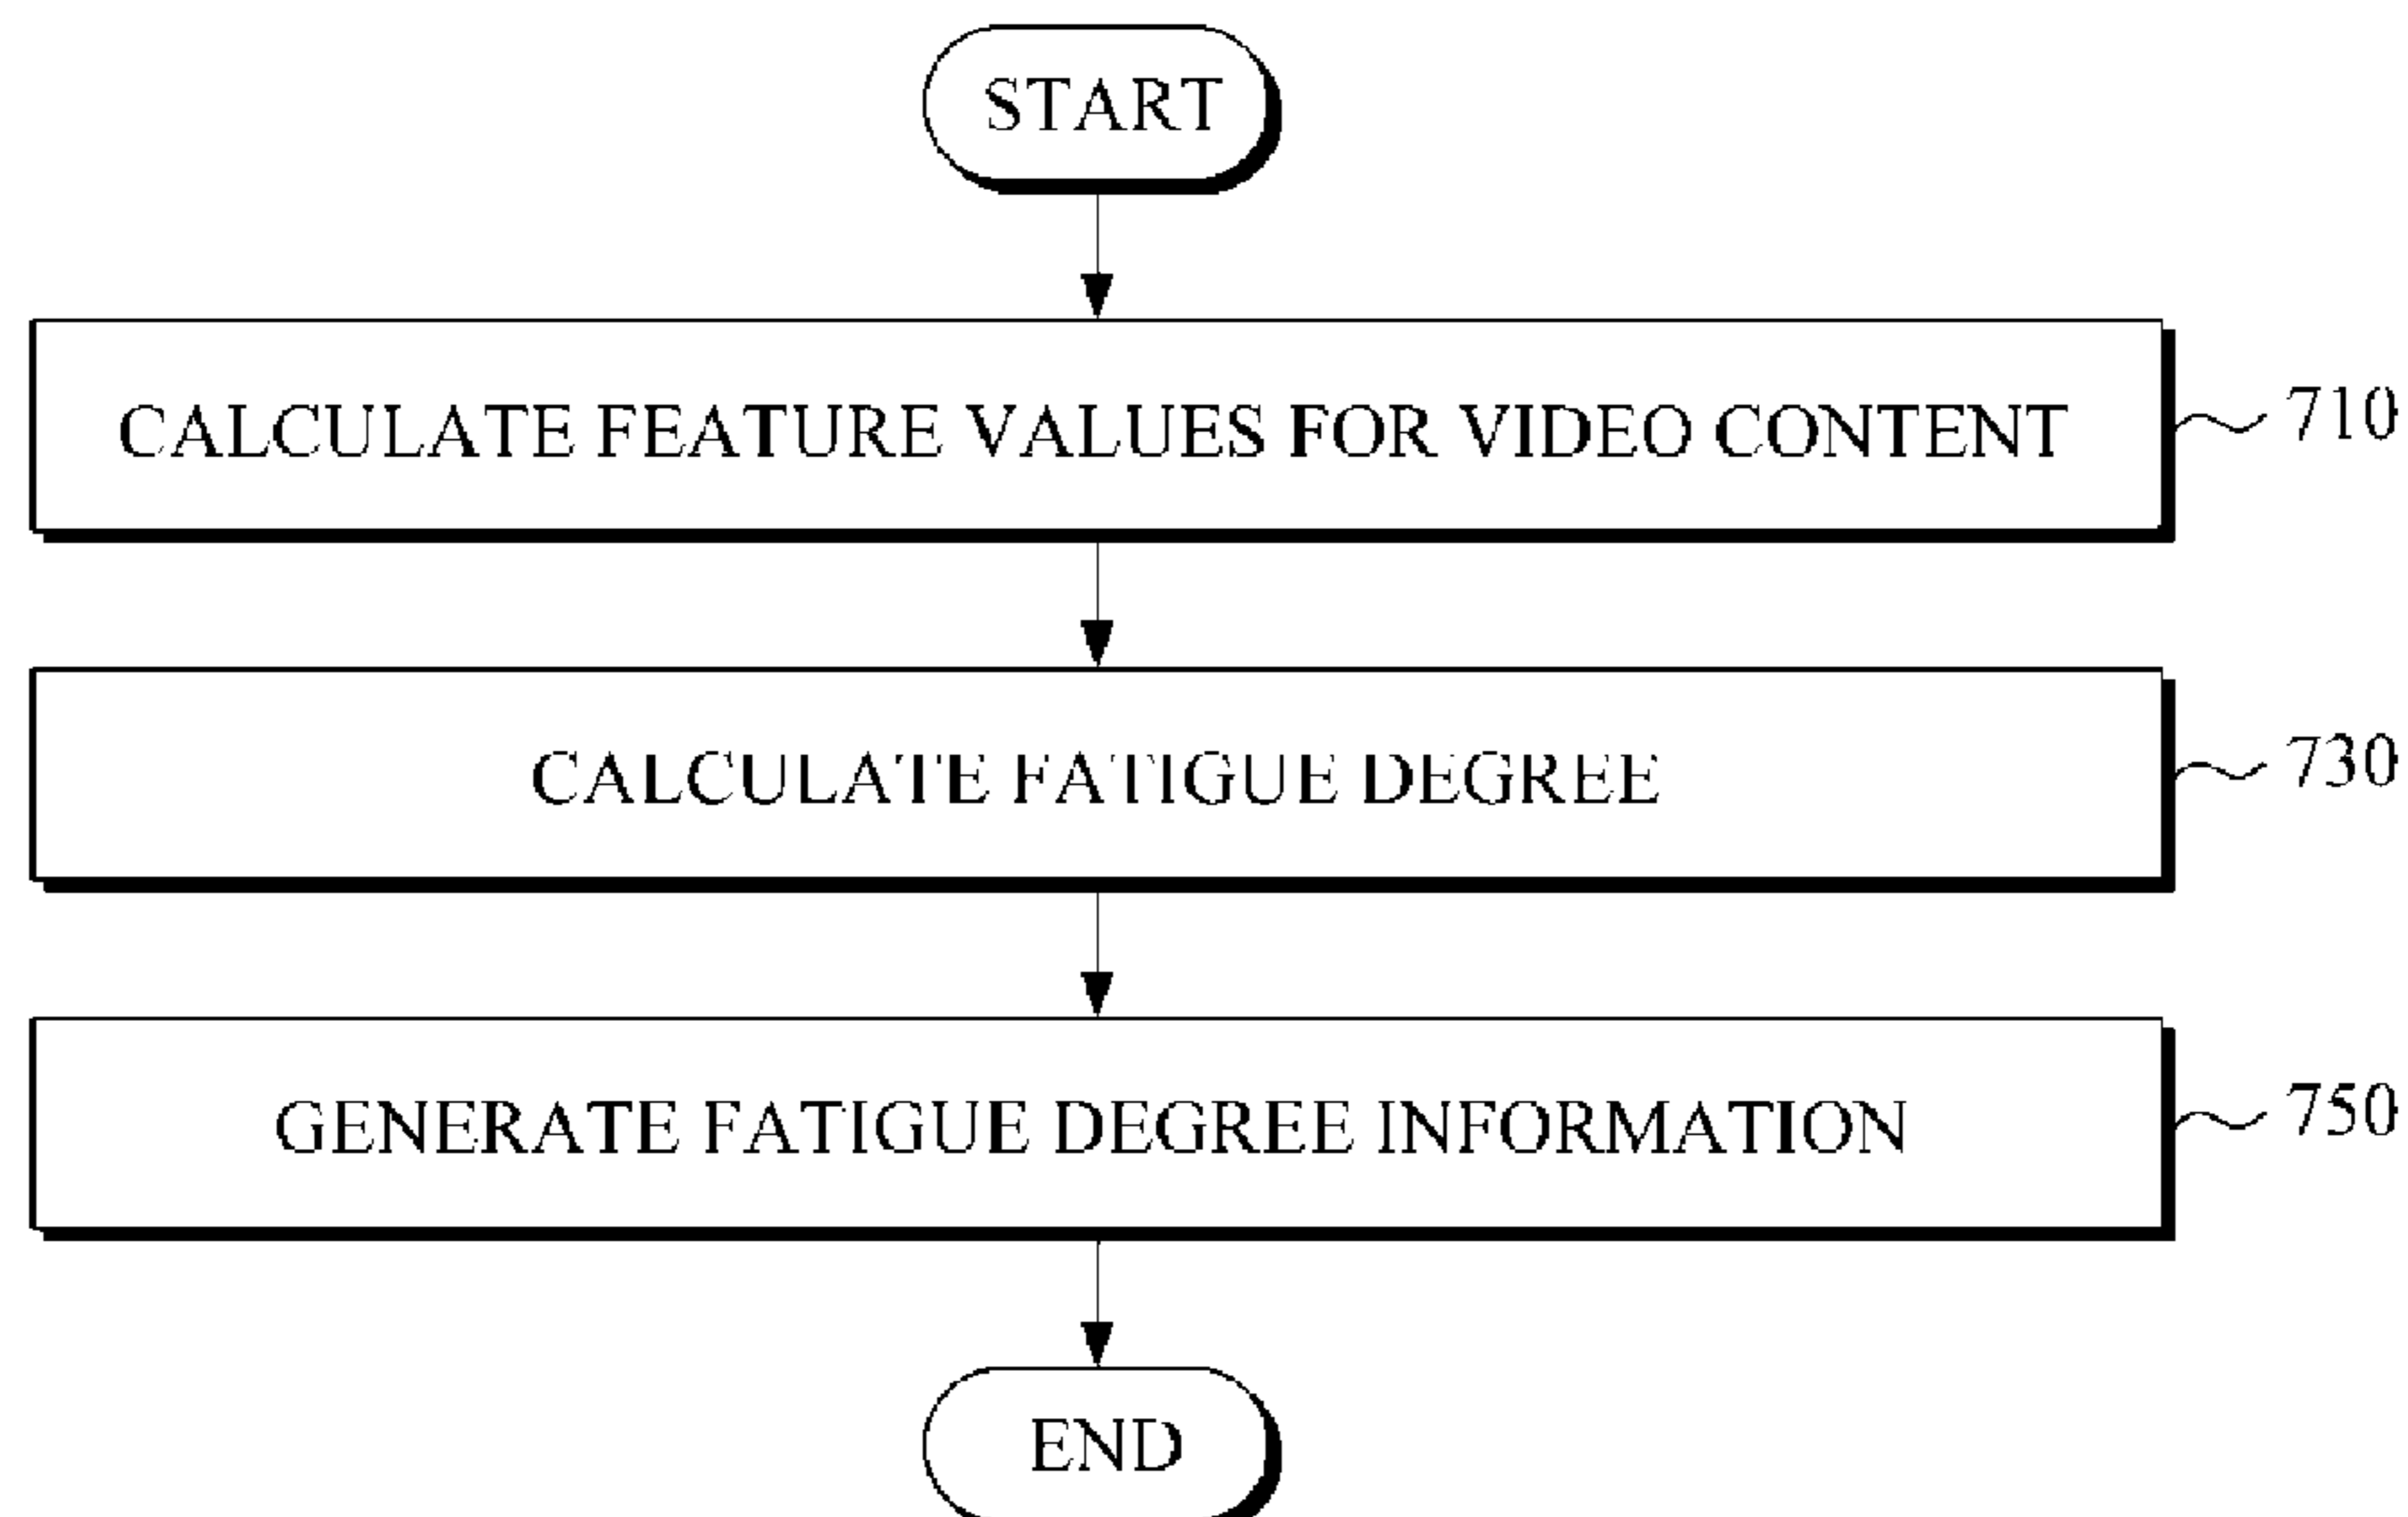 START
CALCULATE FEATURE VALUES FOR VIDEO CONTENT
710
CALCULATE FATIGUE DEGREE
730
GENERATE FATIGUE DEGREE INFORMATION
750
END